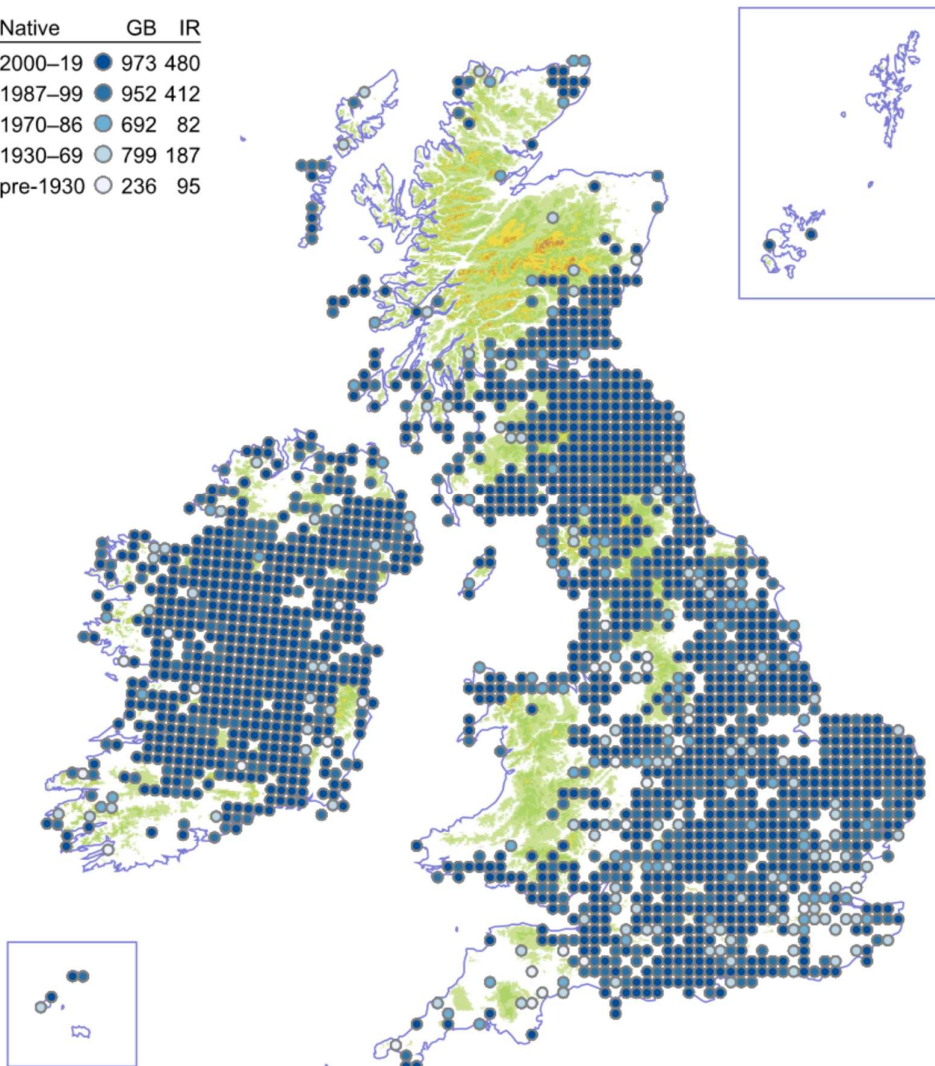 Native GB IR
2000–19 973 480
1987–99 952 412
1970–86 692 82
1930–69 799 187
pre-1930 236 95